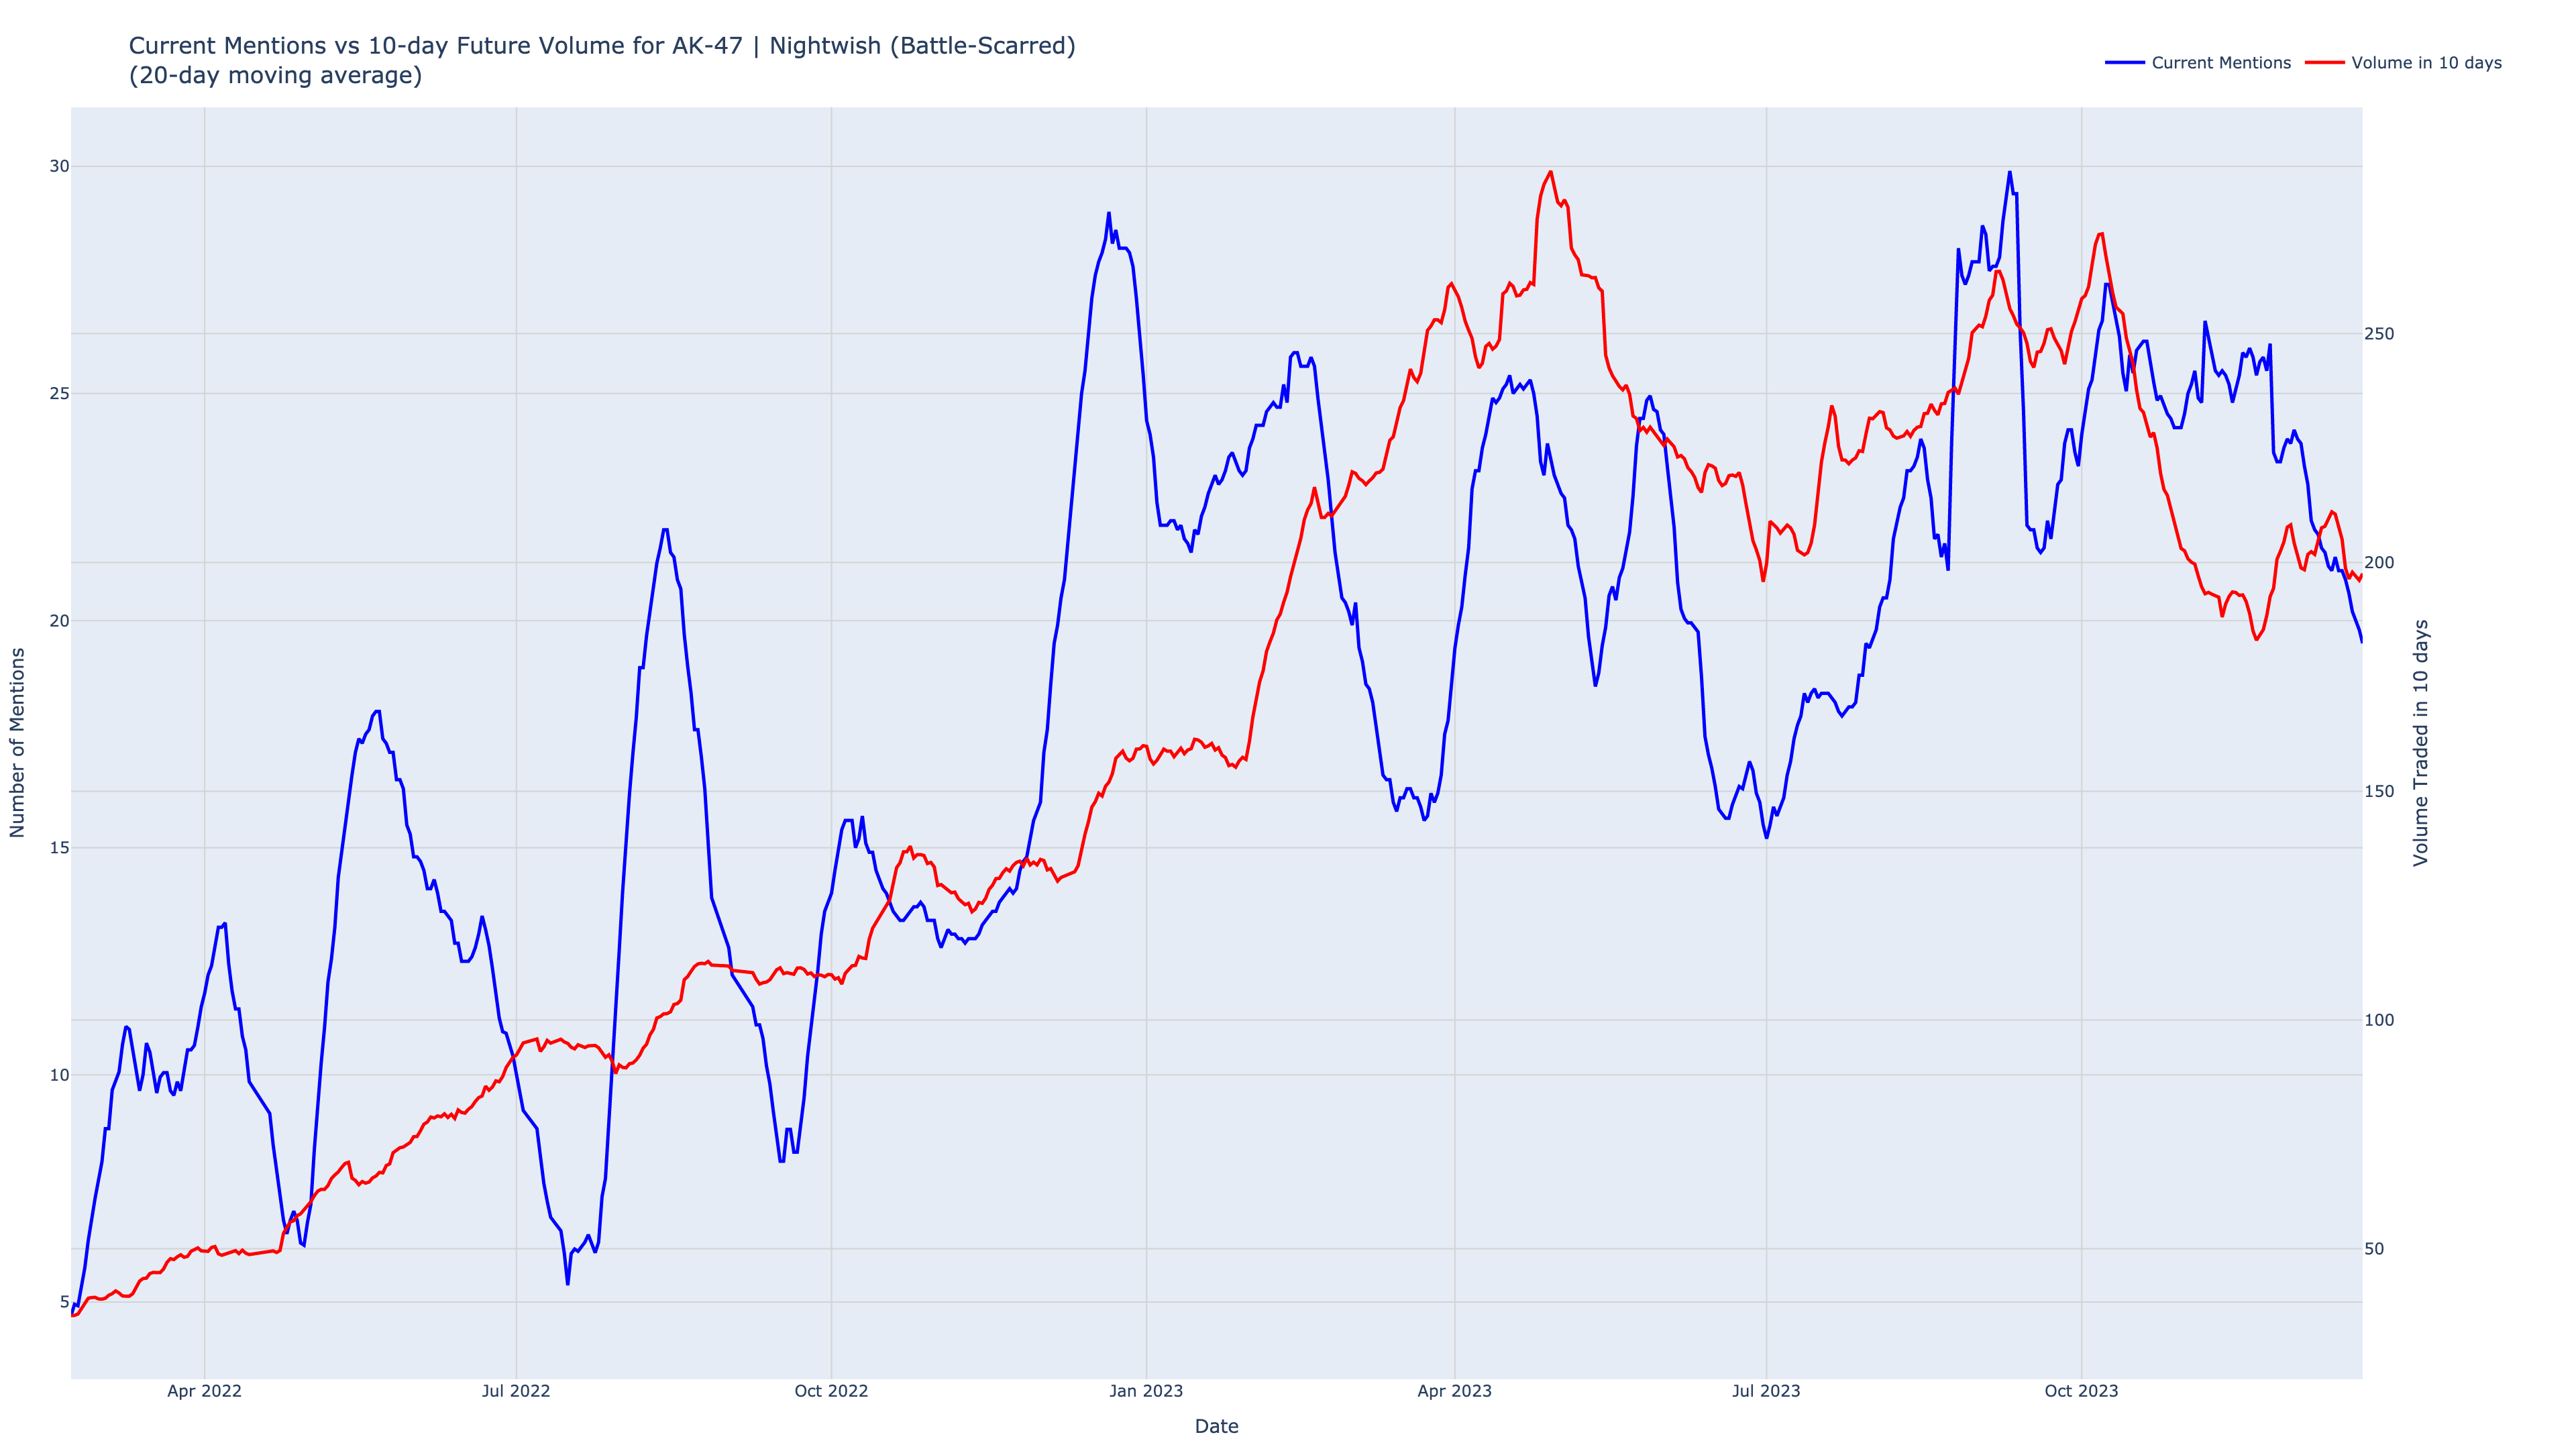 Current Mentions vs 10-day Future Volume for AK-47 | Nightwish (Battle-Scarred)
(20-day moving average)
Current Mentions
Volume in 10 days
30
25
20
15
10
5
Number of Mentions
250
200
150
100
50
Volume Traded in 10 days
Apr 2022
Jul 2022
Oct 2022
Jan 2023
Apr 2023
Jul 2023
Oct 2023
Date